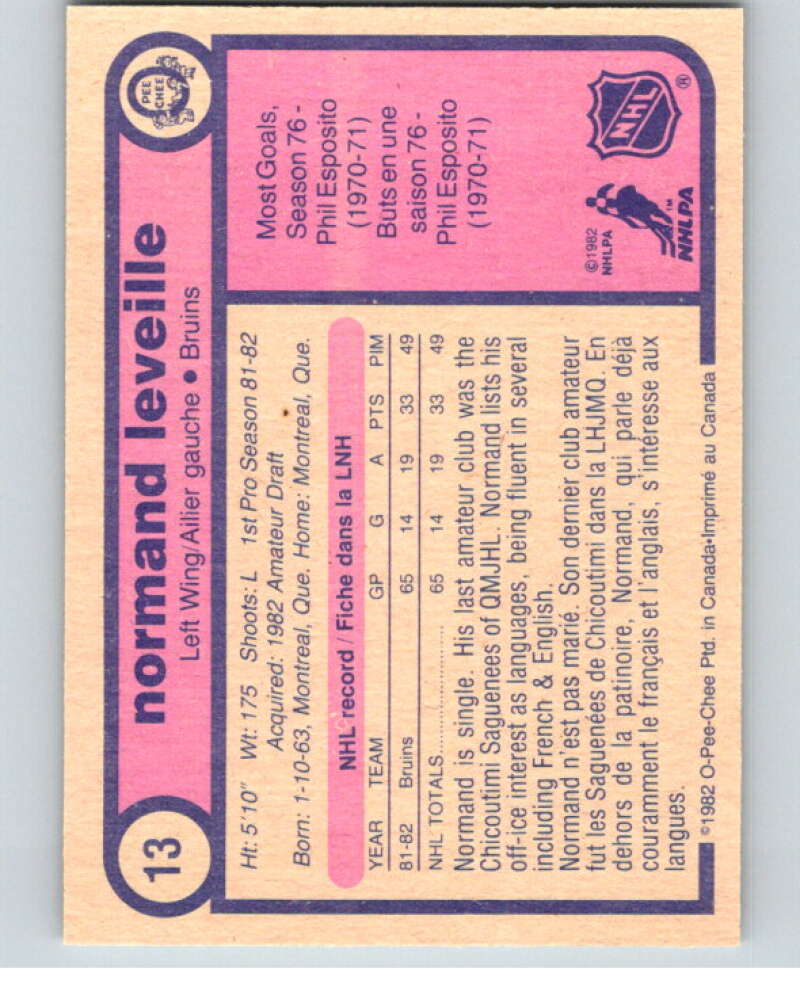 13
normand leveille
Left Wing/Ailier gauche • Bruins
O
PEE
CHEE
Ht: 5'10" Wt: 175 Shoots: L 1st Pro Season 81-82
Acquired: 1982 Amateur Draft
Born: 1-10-63, Montreal, Que. Home: Montreal, Que.
NHL record / Fiche dans la LNH
YEAR TEAM GP G A PTS PIM
81-82 Bruins 65 14 19 33 49
NHL TOTALS.................... 65 14 19 33 49
Normand is single. His last amateur club was the
Chicoutimi Saguenees of QMJHL. Normand lists his
off-ice interest as languages, being fluent in several
including French & English.
Normand n'est pas marié. Son dernier club amateur
fut les Saguenées de Chicoutimi dans la LHJMQ. En
dehors de la patinoire, Normand, qui parle déjà
couramment le français et l'anglais, s'intéresse aux
langues.
Most Goals,
Season 76 -
Phil Esposito
(1970-71)
Buts en une
saison 76 -
Phil Esposito
(1970-71)
©1982
NHLPA
NHLPA™
NHL®
©1982 O-Pee-Chee Ptd. in Canada•Imprimé au Canada